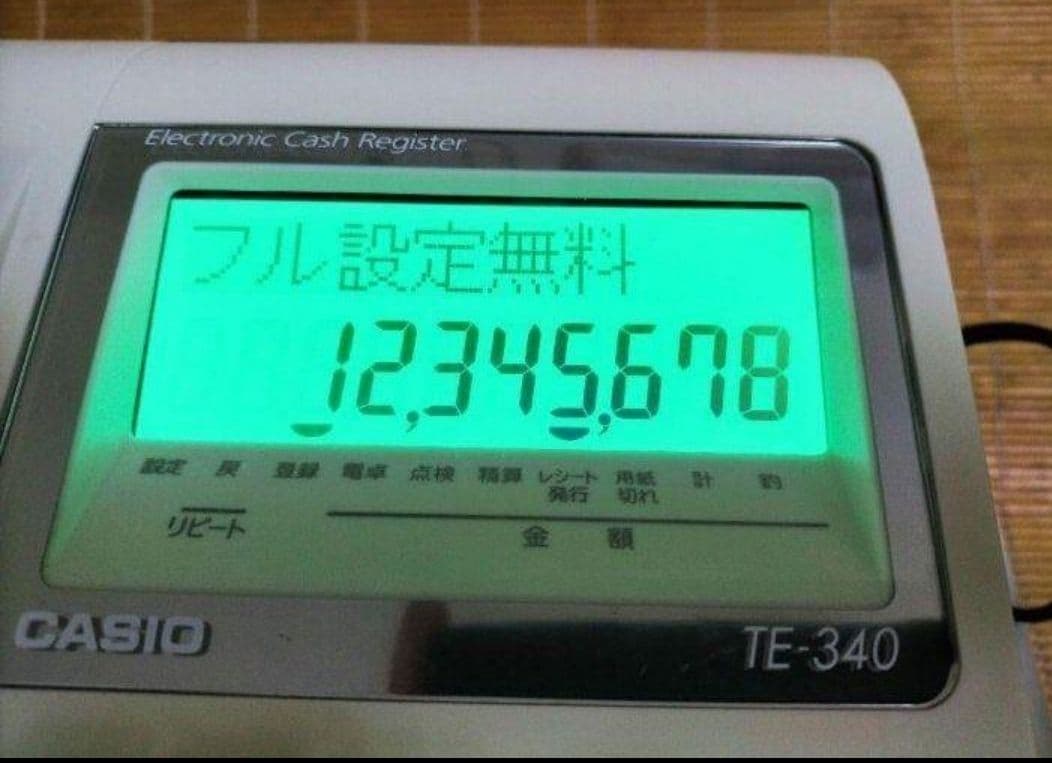 Electronic Cash Register
フル設定無料
12,345,678
設定 戻 登録 電卓 点検 精算 レシート発行 用紙切れ 計 釣
リピート 金額
CASIO TE-340